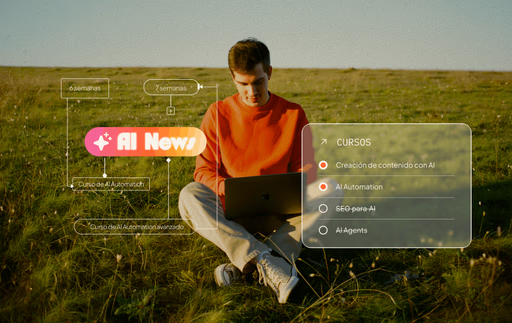 6 semanas
7 semanas
AI News
Curso de AI Automation
Curso de AI Automation avanzado
CURSOS
Creación de contenido con AI
AI Automation
SEO para AI
AI Agents